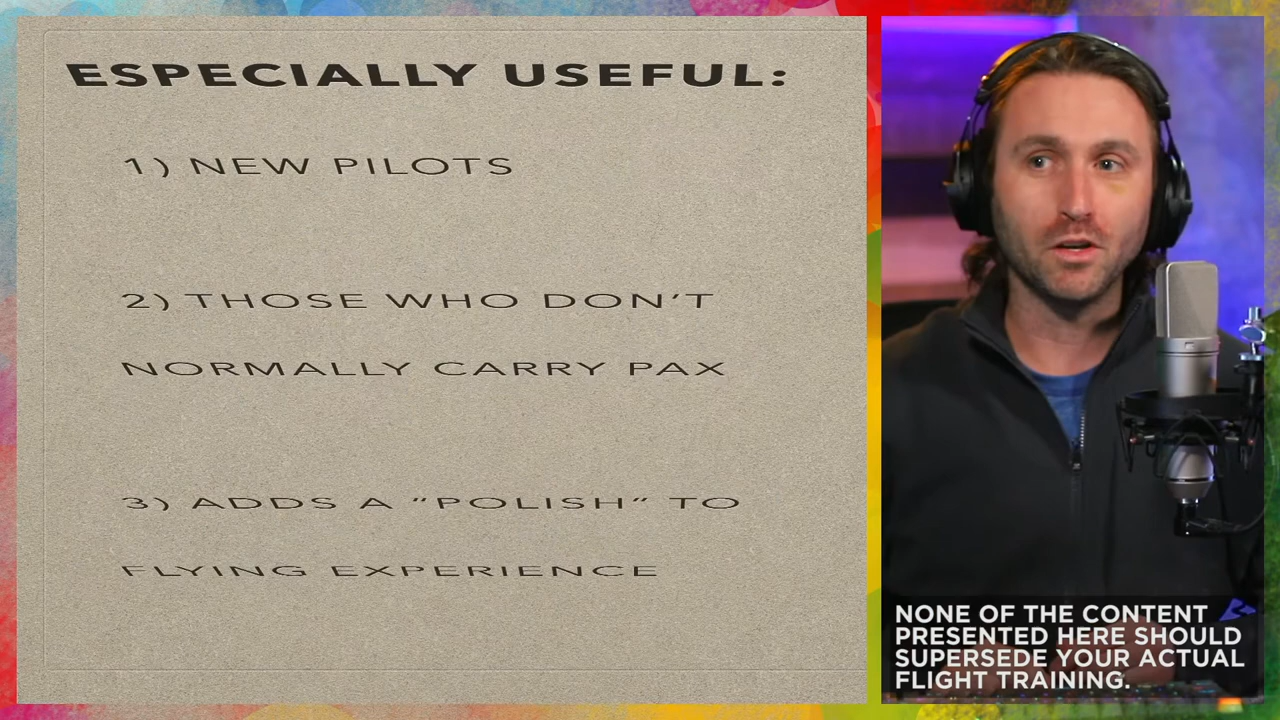 ESPECIALLY USEFUL:
1) NEW PILOTS
2) THOSE WHO DON'T
NORMALLY CARRY PAX
3) ADDS A "POLISH" TO
FLYING EXPERIENCE
NONE OF THE CONTENT
PRESENTED HERE SHOULD
SUPERSEDE YOUR ACTUAL
FLIGHT TRAINING.